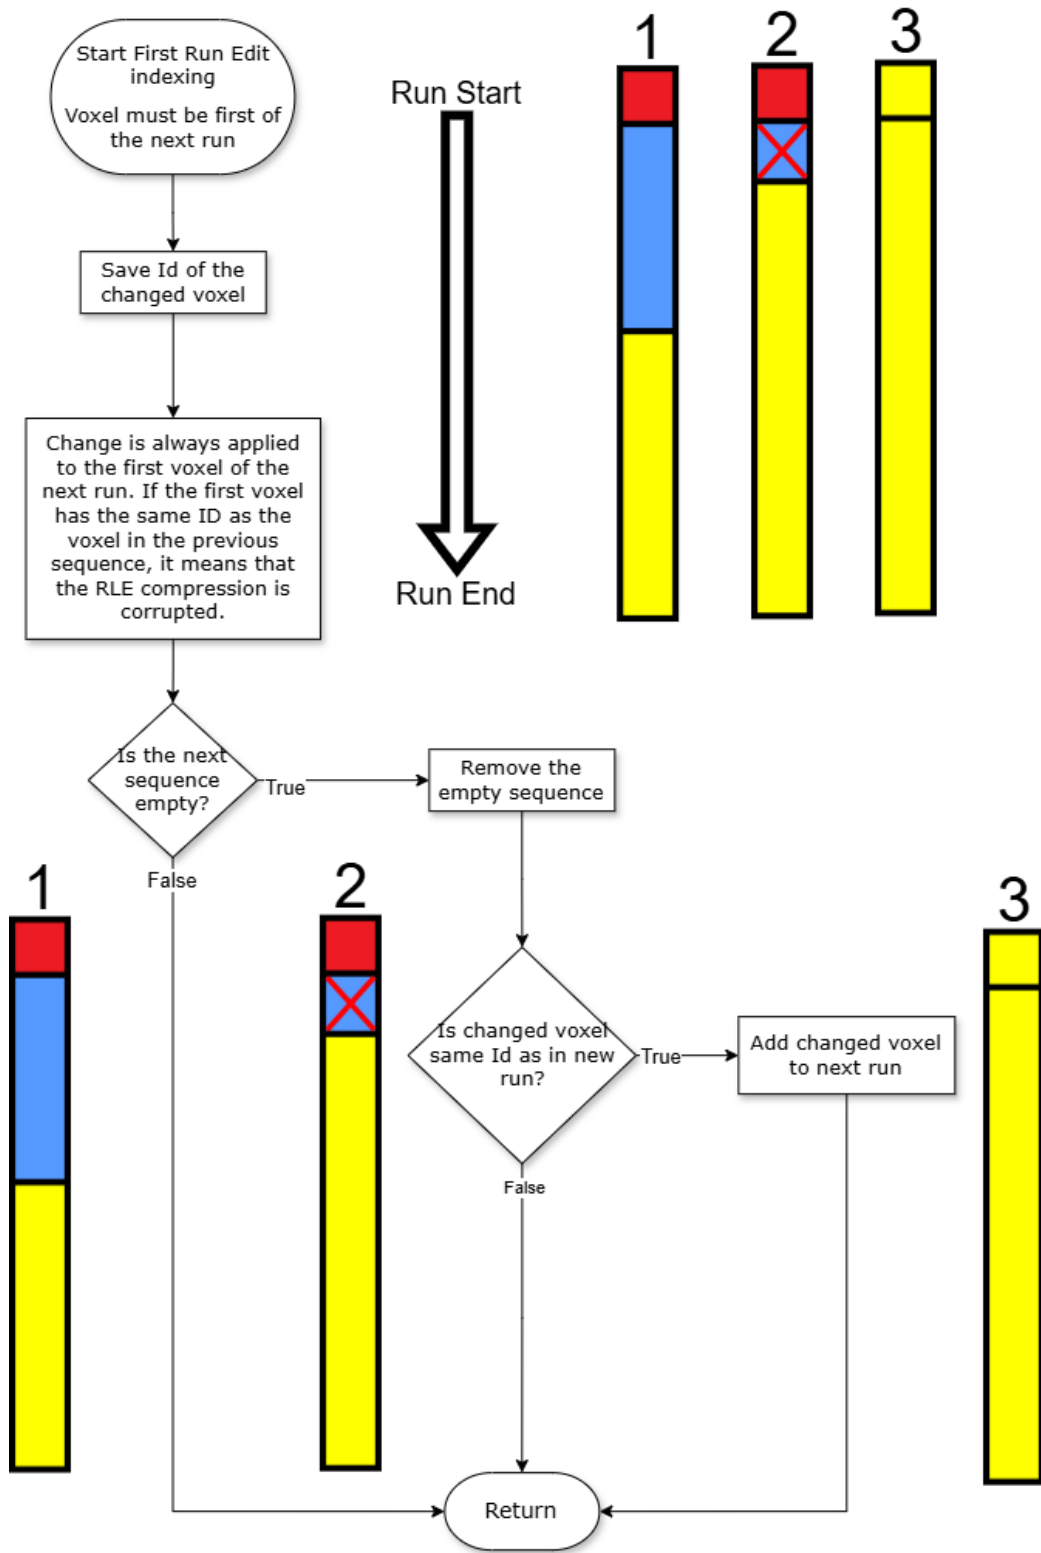 Start First Run Edit
indexing
Voxel must be first of
the next run
1
2
3
Run Start
Save Id of the
changed voxel
Change is always applied
to the first voxel of the
next run. If the first voxel
has the same ID as the
voxel in the previous
sequence, it means that
the RLE compression is
corrupted.
Run End
Is the next
sequence
empty?
True
Remove the
empty sequence
False
1
2
3
Is changed voxel
same Id as in new
run?
True
Add changed voxel
to next run
False
Return